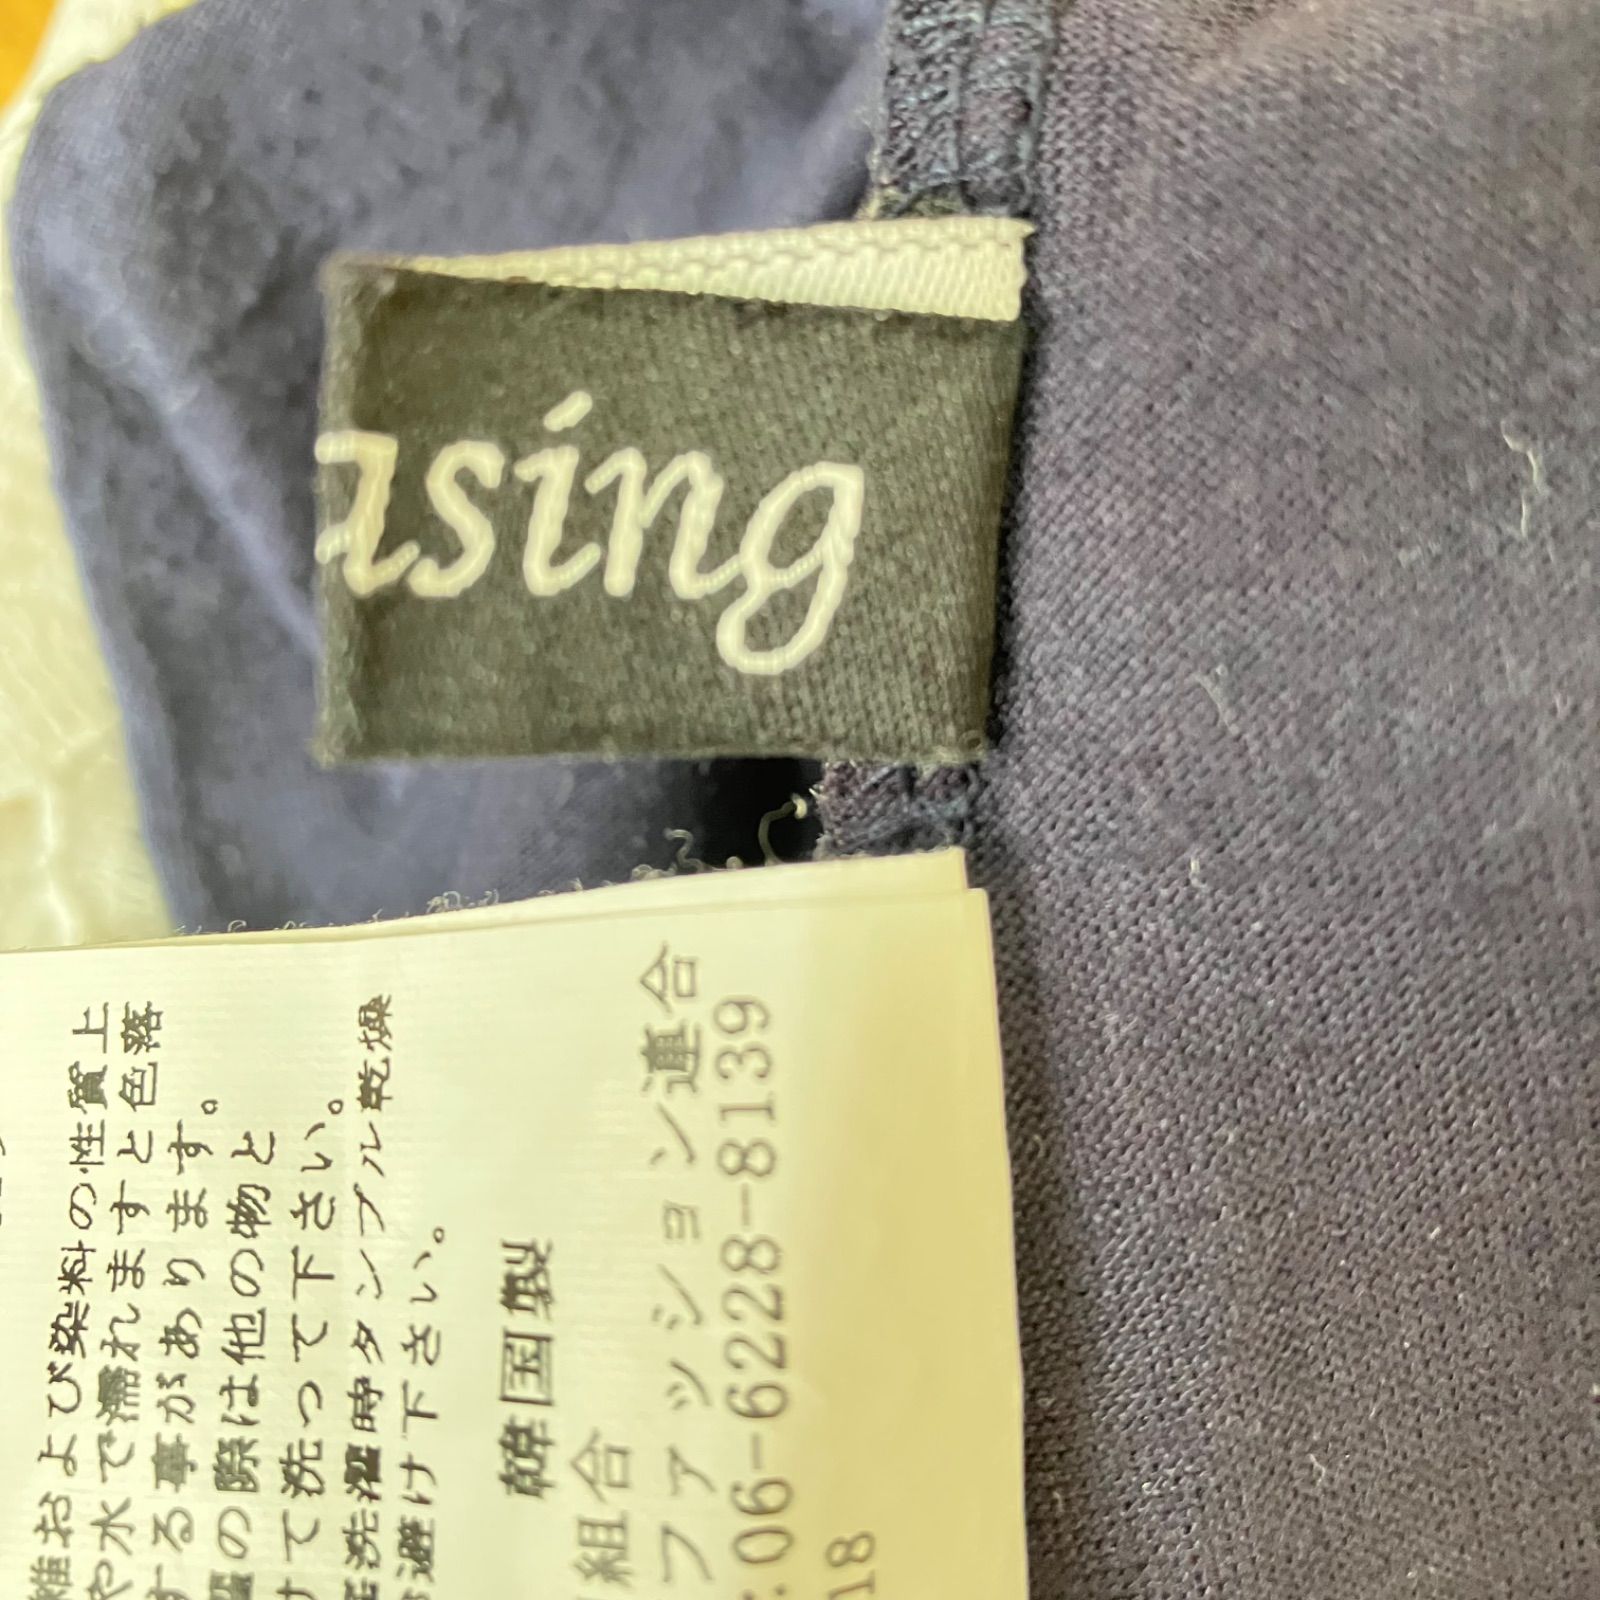 asing
維および染料の性質上
や水で濡れますと色落
する事があります。
の際は他の物と
けて洗って下さい。
洗濯時タンブル乾燥
お避け下さい。
韓国製
組合
ファッション連合
06-6228-8139
18